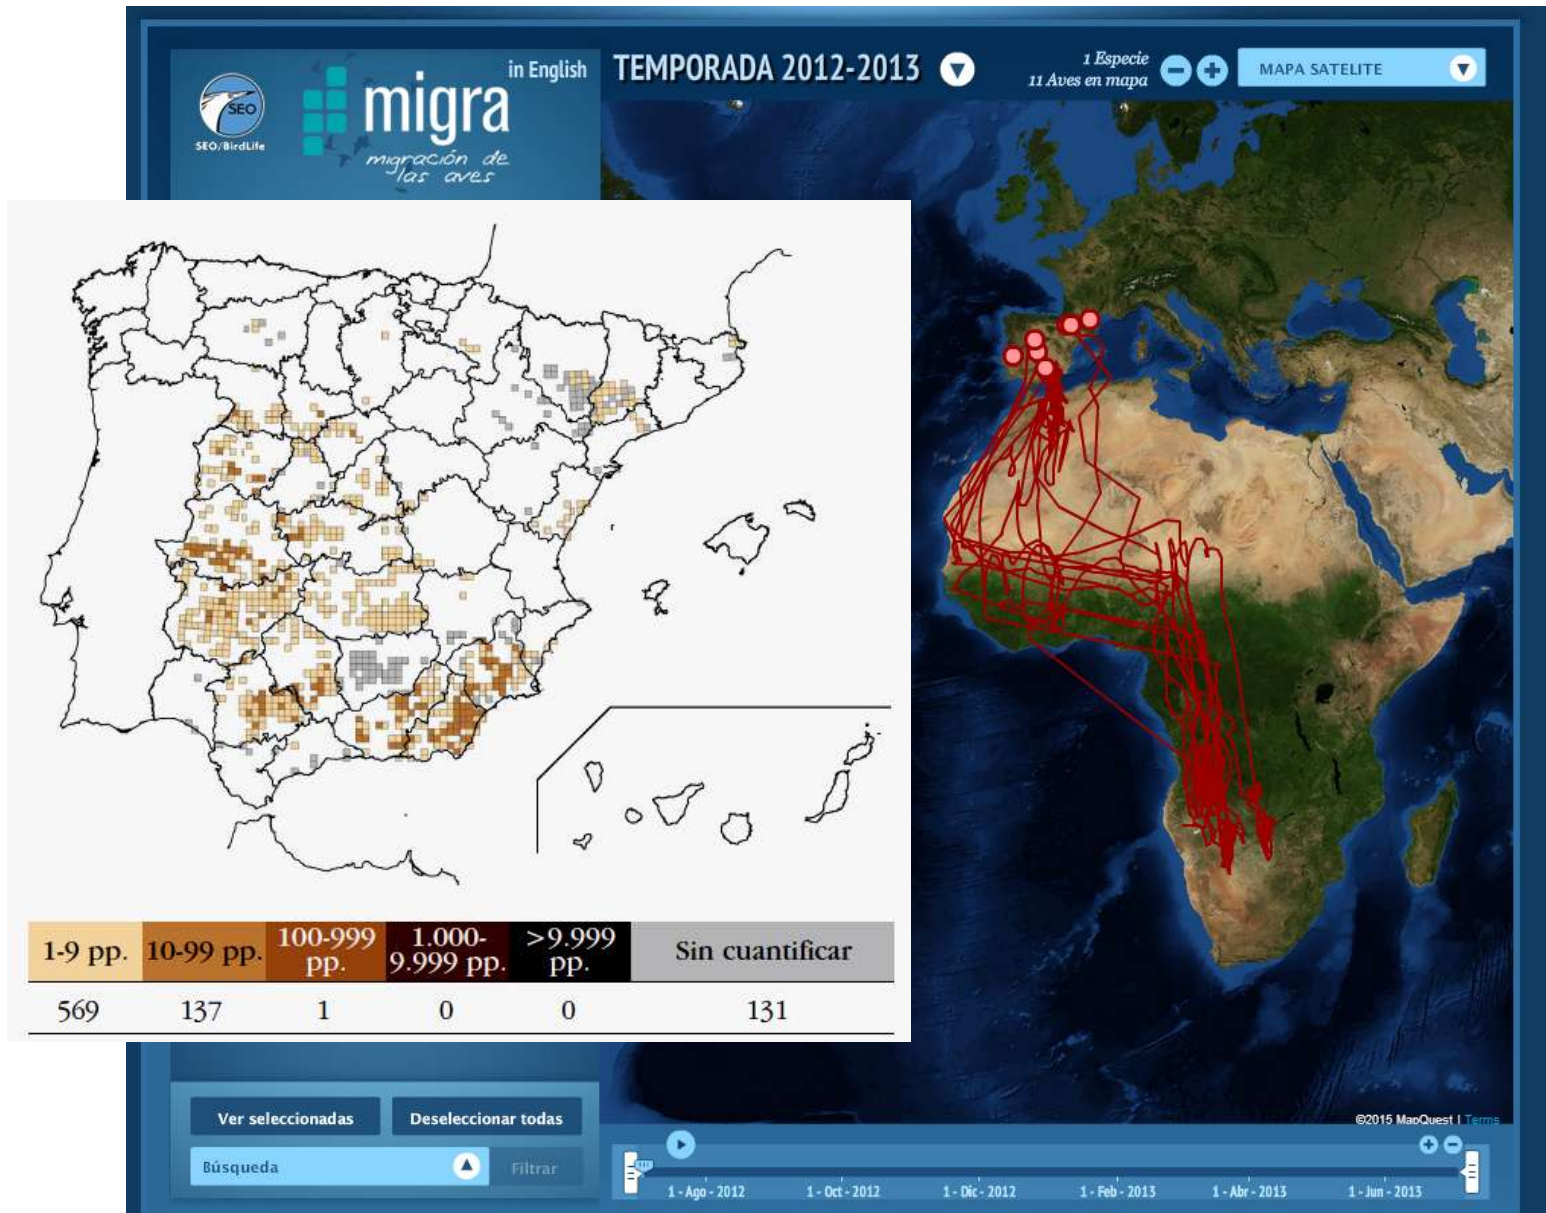 in English
SEO
SEO/BirdLife
migra
migración de
las aves
TEMPORADA 2012-2013
1 Especie
11 Aves en mapa
MAPA SATELITE
1-9 pp.
10-99 pp.
100-999
pp.
1.000-
9.999 pp.
>9.999
pp.
Sin cuantificar
569
137
1
0
0
131
Ver seleccionadas
Deseleccionar todas
Búsqueda
Filtrar
©2015 MapQuest | Terms
1 - Ago - 2012
1 - Oct - 2012
1 - Dic - 2012
1 - Feb - 2013
1 - Abr - 2013
1 - Jun - 2013